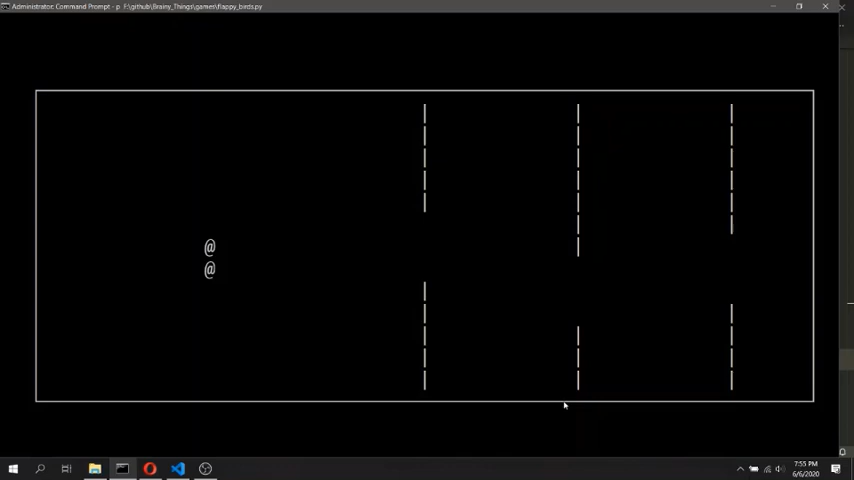 Administrator: Command Prompt - p  F:\github\Brainy_Things\games\flappy_birds.py
@
@
7:55 PM
6/6/2020